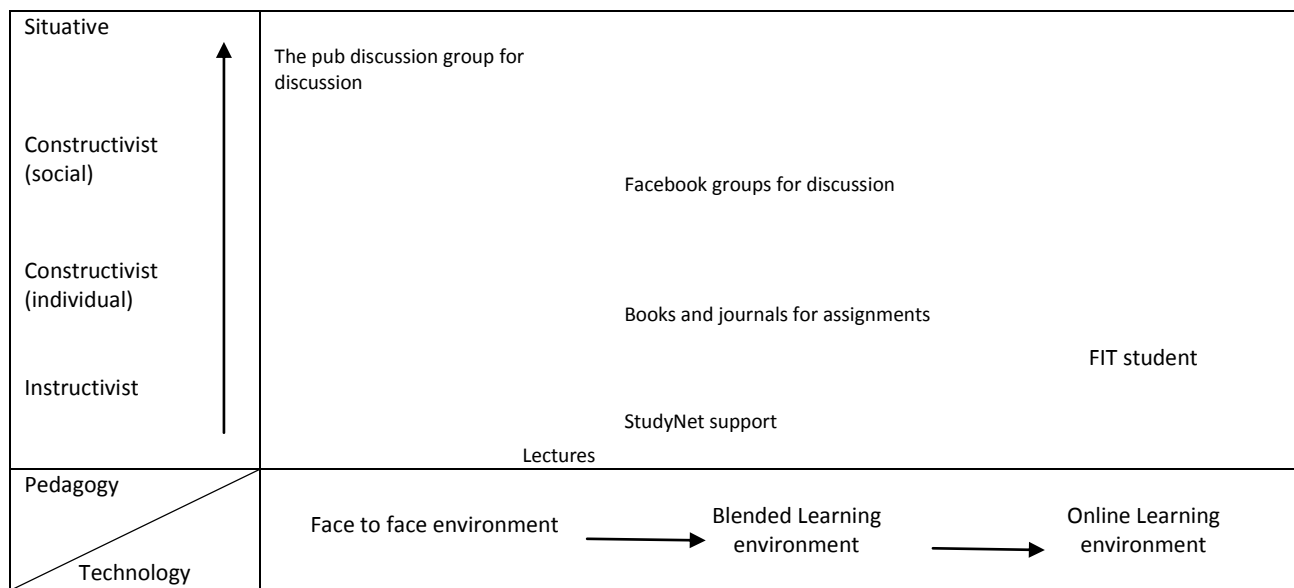 Situative
The pub discussion group for
discussion
Constructivist
(social)
Facebook groups for discussion
Constructivist
(individual)
Books and journals for assignments
FIT student
Instructivist
StudyNet support
Lectures
Pedagogy
Technology
Face to face environment
Blended Learning
environment
Online Learning
environment